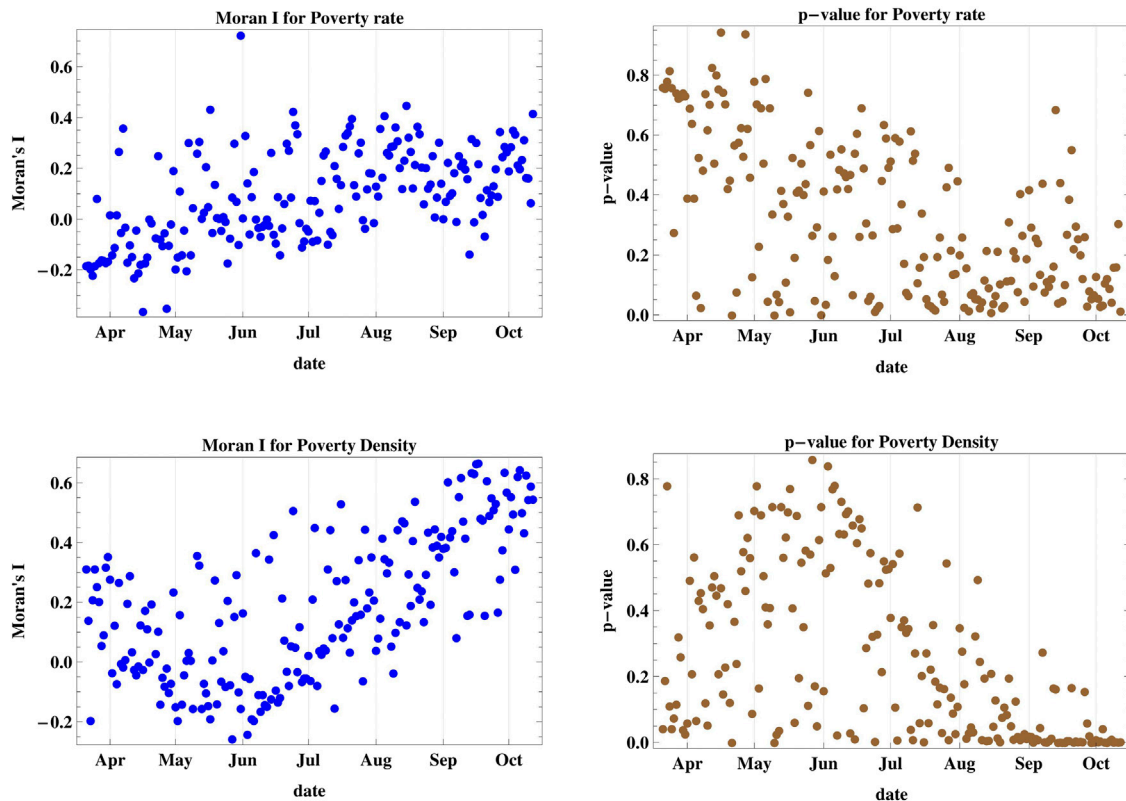 Moran I for Poverty rate
Moran's I
0.6
0.4
0.2
0.0
−0.2
Apr May Jun Jul Aug Sep Oct
date
p−value for Poverty rate
p-value
0.8
0.6
0.4
0.2
0.0
Apr May Jun Jul Aug Sep Oct
date
Moran I for Poverty Density
Moran's I
0.6
0.4
0.2
0.0
−0.2
Apr May Jun Jul Aug Sep Oct
date
p−value for Poverty Density
p-value
0.8
0.6
0.4
0.2
0.0
Apr May Jun Jul Aug Sep Oct
date